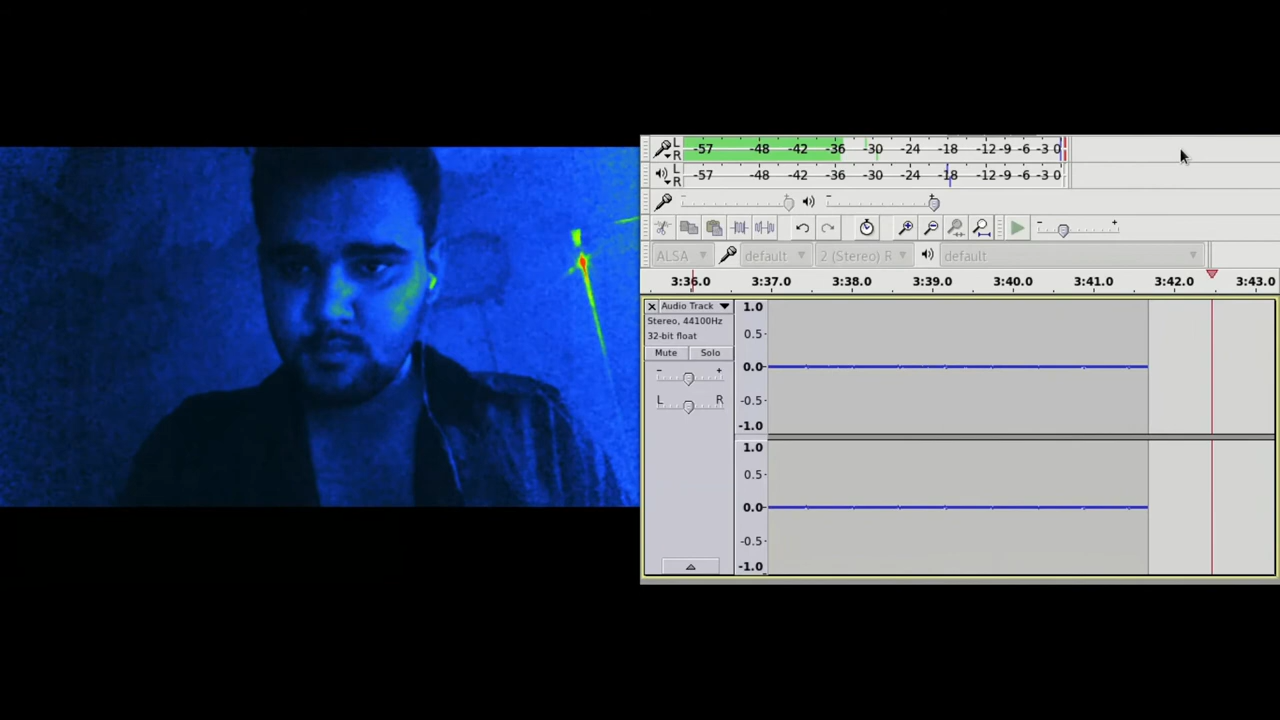 L
R
-57 -48 -42 -36 -30 -24 -18 -12 -9 -6 -3 0
L
R
-57 -48 -42 -36 -30 -24 -18 -12 -9 -6 -3 0
- + - +
- +
ALSA default 2 (Stereo) R default
3:36.0 3:37.0 3:38.0 3:39.0 3:40.0 3:41.0 3:42.0 3:43.0
Audio Track
Stereo, 44100Hz
32-bit float
Mute Solo
- +
L R
1.0
0.5
0.0
-0.5
-1.0
1.0
0.5
0.0
-0.5
-1.0